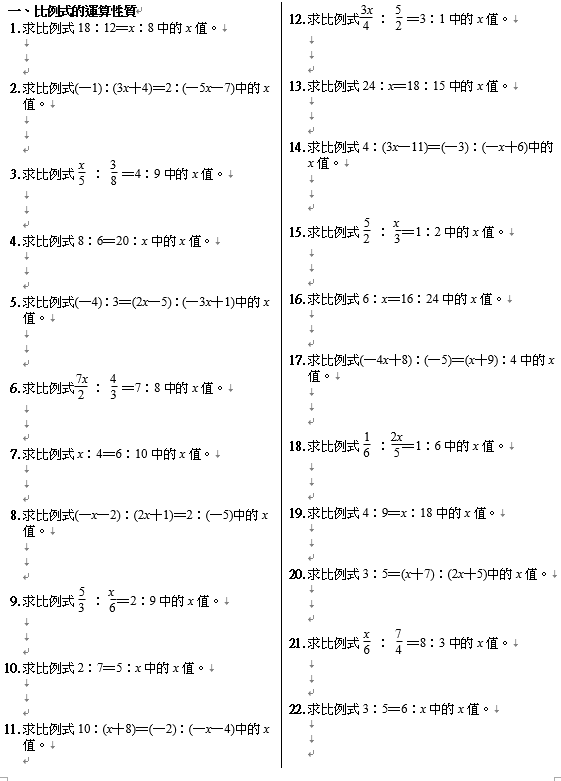 一、比例式的運算性質
1.求比例式 18：12＝x：8 中的 x 值。
2.求比例式(－1)：(3x＋4)＝2：(－5x－7)中的 x
值。
3.求比例式 x/5 ： 3/8 ＝4：9 中的 x 值。
4.求比例式 8：6＝20：x 中的 x 值。
5.求比例式(－4)：3＝(2x－5)：(－3x＋1)中的 x
值。
6.求比例式 7x/2 ： 4/3 ＝7：8 中的 x 值。
7.求比例式 x：4＝6：10 中的 x 值。
8.求比例式(－x－2)：(2x＋1)＝2：(－5)中的 x
值。
9.求比例式 5/3 ： x/6＝2：9 中的 x 值。
10.求比例式 2：7＝5：x 中的 x 值。
11.求比例式 10：(x＋8)＝(－2)：(－x－4)中的 x
值。
12.求比例式 3x/4 ： 5/2 ＝3：1 中的 x 值。
13.求比例式 24：x＝18：15 中的 x 值。
14.求比例式 4：(3x－11)＝(－3)：(－x＋6)中的
x 值。
15.求比例式 5/2 ： x/3＝1：2 中的 x 值。
16.求比例式 6：x＝16：24 中的 x 值。
17.求比例式(－4x＋8)：(－5)＝(x＋9)：4 中的 x
值。
18.求比例式 1/6 ： 2x/5＝1：6 中的 x 值。
19.求比例式 4：9＝x：18 中的 x 值。
20.求比例式 3：5＝(x＋7)：(2x＋5)中的 x 值。
21.求比例式 x/6 ： 7/4 ＝8：3 中的 x 值。
22.求比例式 3：5＝6：x 中的 x 值。